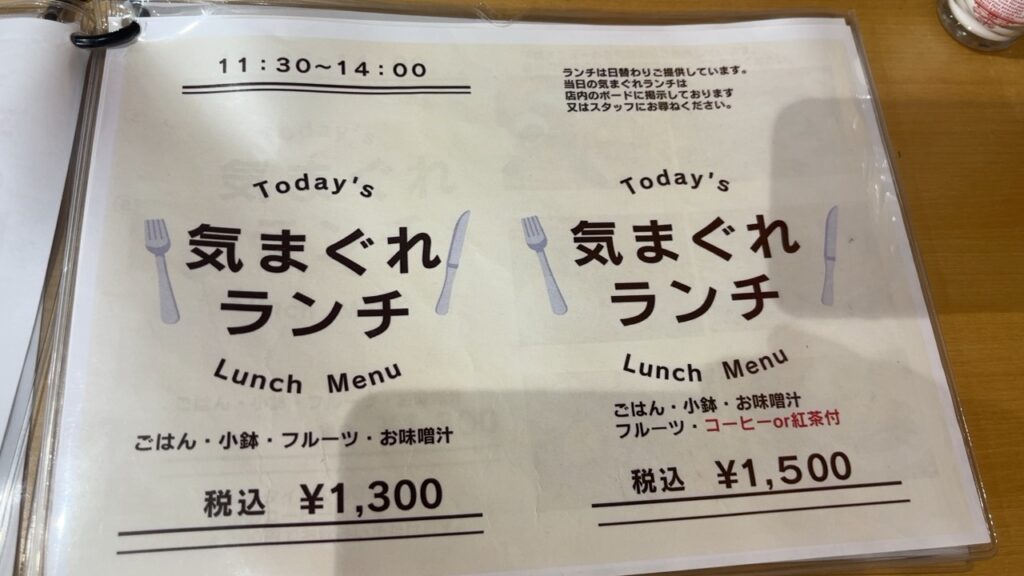 11:30～14:00
ランチは日替わりご提供しています。
当日の気まぐれランチは
店内のボードに掲示しております
又はスタッフにお尋ねください。
Today's
気まぐれ
ランチ
Lunch Menu
ごはん・小鉢・フルーツ・お味噌汁
税込 ¥1,300
Today's
気まぐれ
ランチ
Lunch Menu
ごはん・小鉢・お味噌汁
フルーツ・コーヒーor紅茶付
税込 ¥1,500